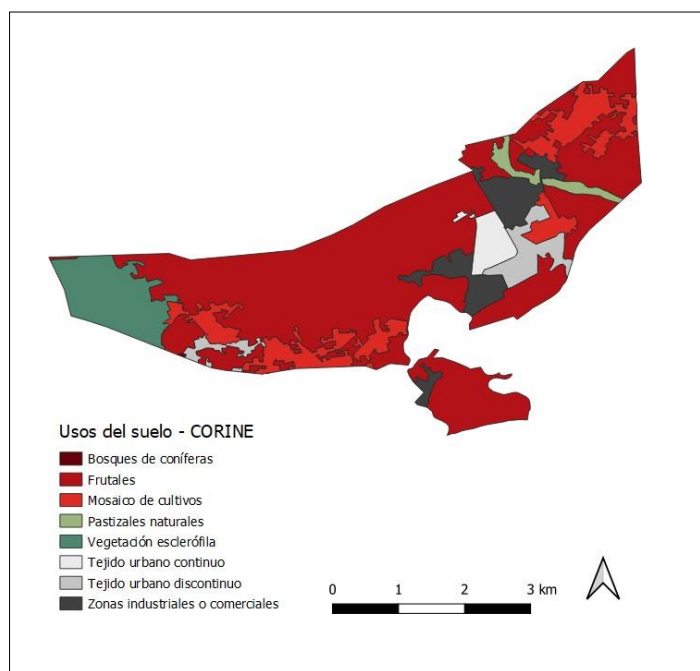 Usos del suelo - CORINE
Bosques de coníferas
Frutales
Mosaico de cultivos
Pastizales naturales
Vegetación esclerófila
Tejido urbano continuo
Tejido urbano discontinuo
Zonas industriales o comerciales
0 1 2 3 km